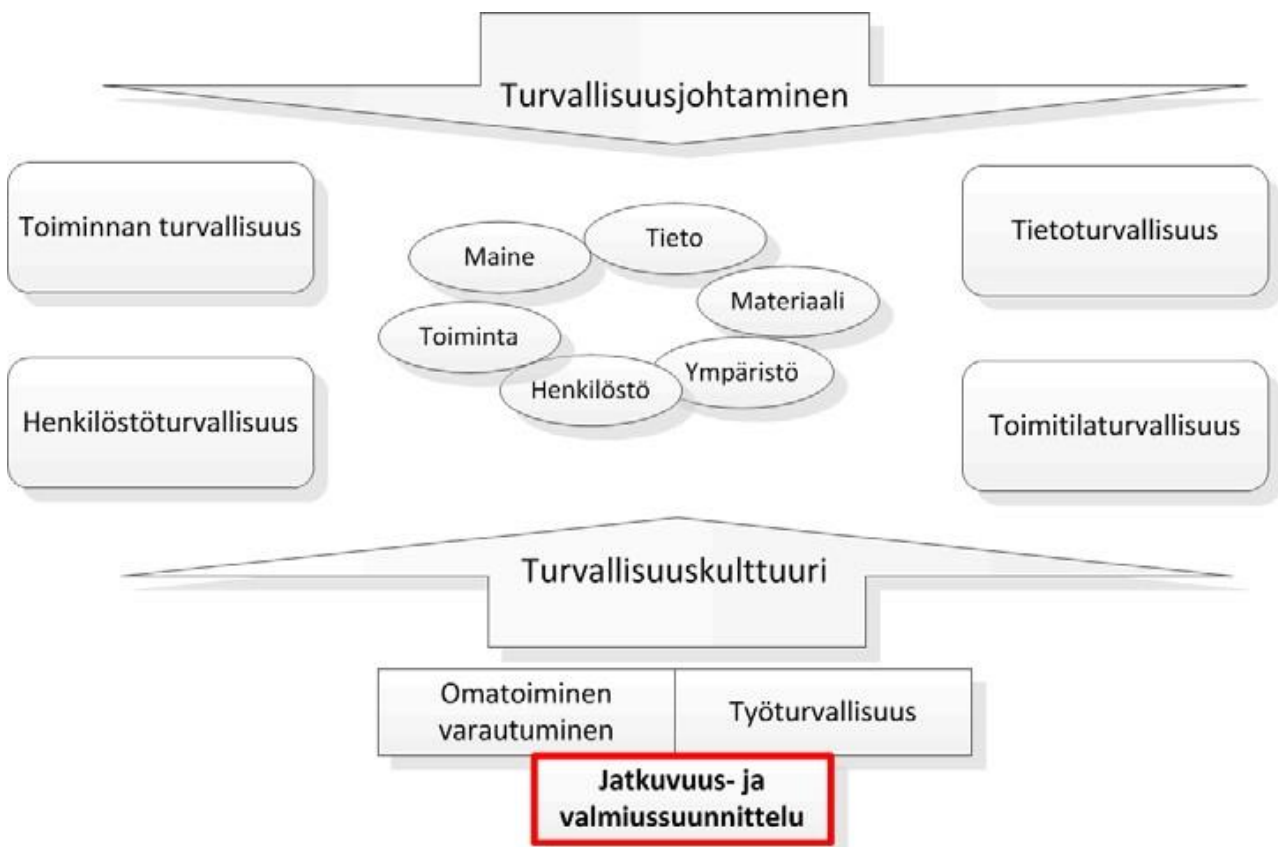 Turvallisuusjohtaminen
Toiminnan turvallisuus
Tietoturvallisuus
Maine
Tieto
Materiaali
Toiminta
Henkilöstö
Ympäristö
Henkilöstöturvallisuus
Toimitilaturvallisuus
Turvallisuuskulttuuri
Omatoiminen
varautuminen
Työturvallisuus
Jatkuvuus- ja
valmiussuunnittelu